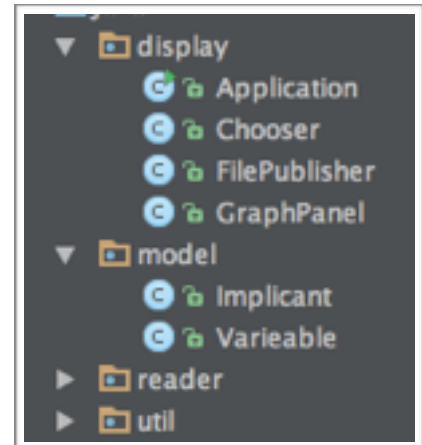 display
Application
Chooser
FilePublisher
GraphPanel
model
Implicant
Varieable
reader
util